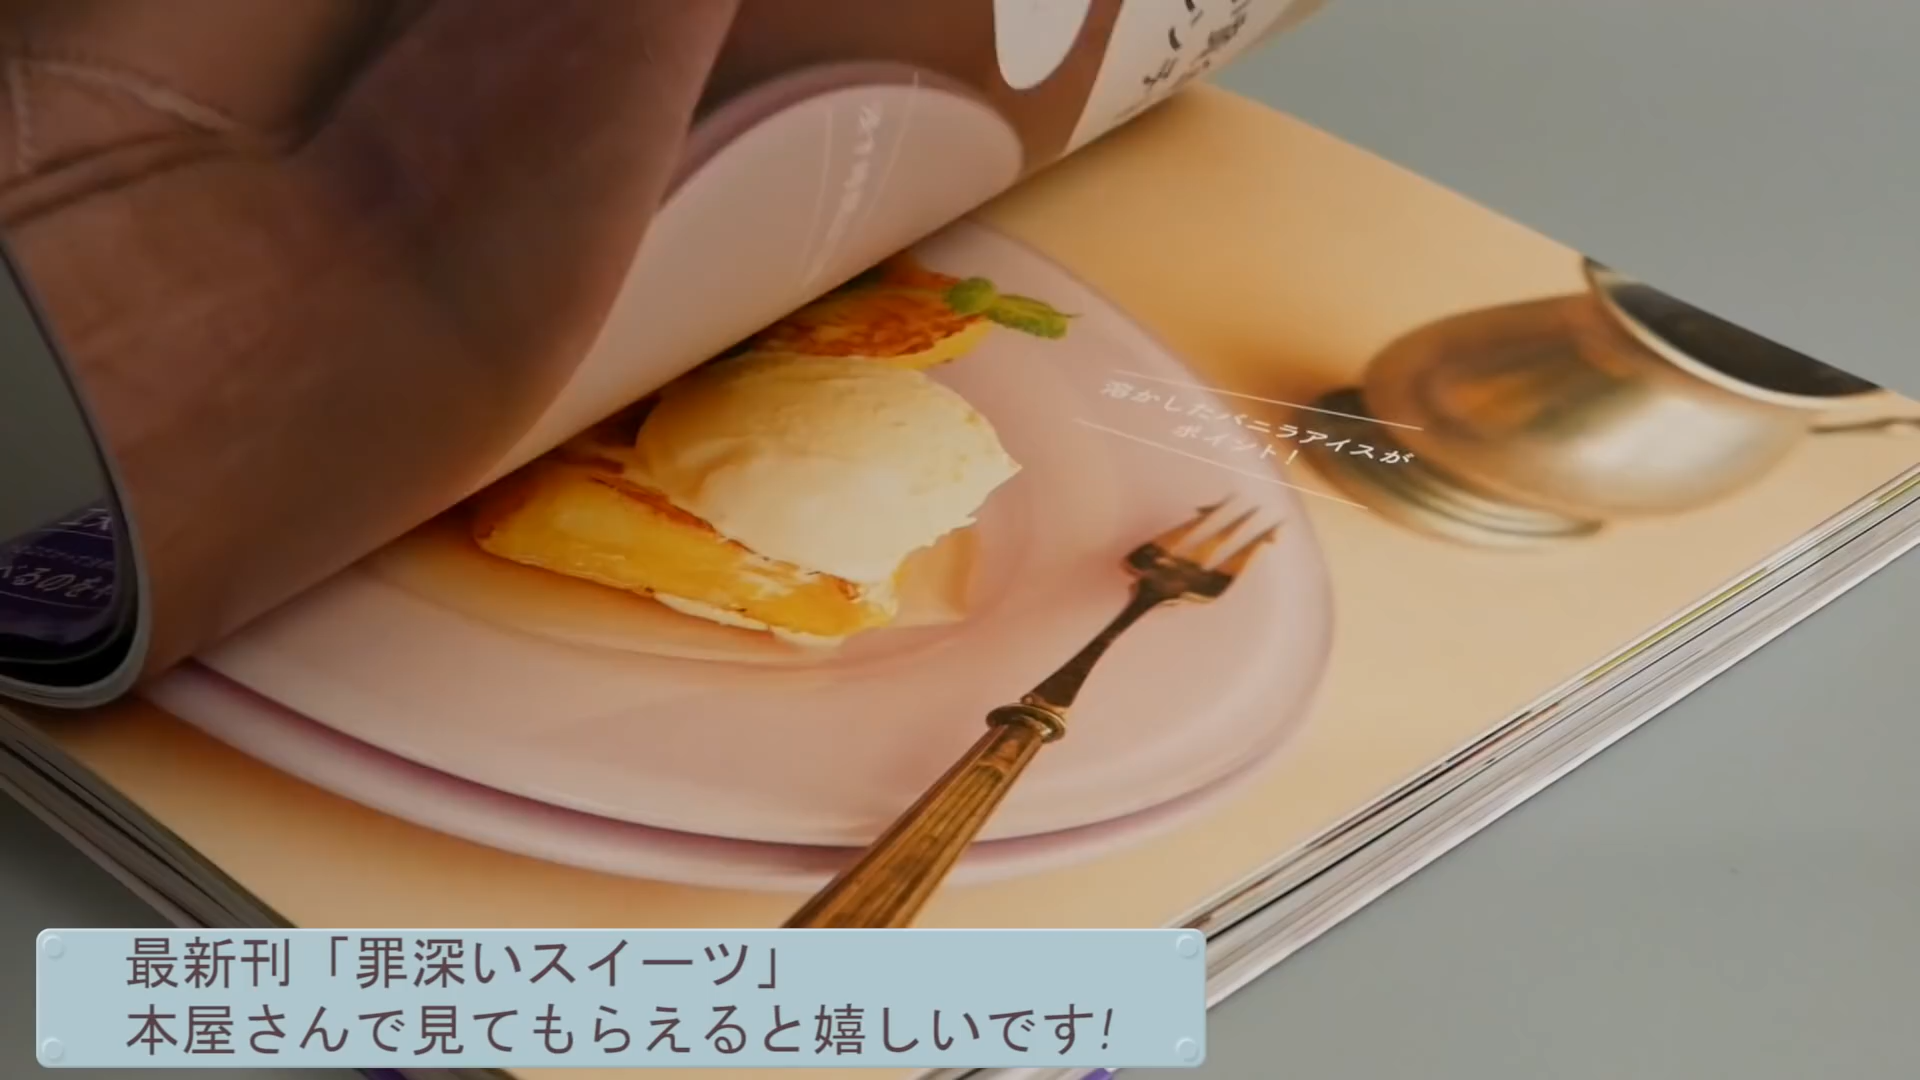 溶かしたバニラアイスが
ポイント!
最新刊「罪深いスイーツ」
本屋さんで見てもらえると嬉しいです!